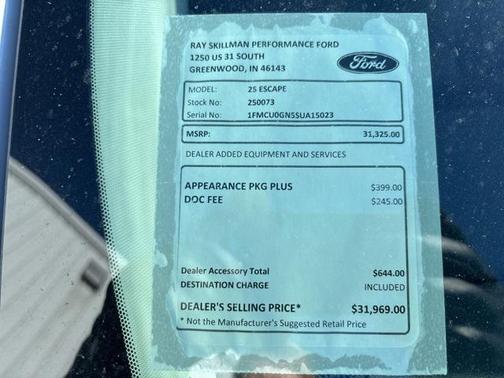 RAY SKILLMAN PERFORMANCE FORD
1250 US 31 SOUTH
GREENWOOD, IN 46143
Ford
MODEL: 25 ESCAPE
Stock No: 250073
Serial No: 1FMCU0GN5SUA15023
MSRP: 31,325.00
DEALER ADDED EQUIPMENT AND SERVICES
APPEARANCE PKG PLUS $399.00
DOC FEE $245.00
Dealer Accessory Total $644.00
DESTINATION CHARGE INCLUDED
DEALER'S SELLING PRICE* $31,969.00
* Not the Manufacturer's Suggested Retail Price